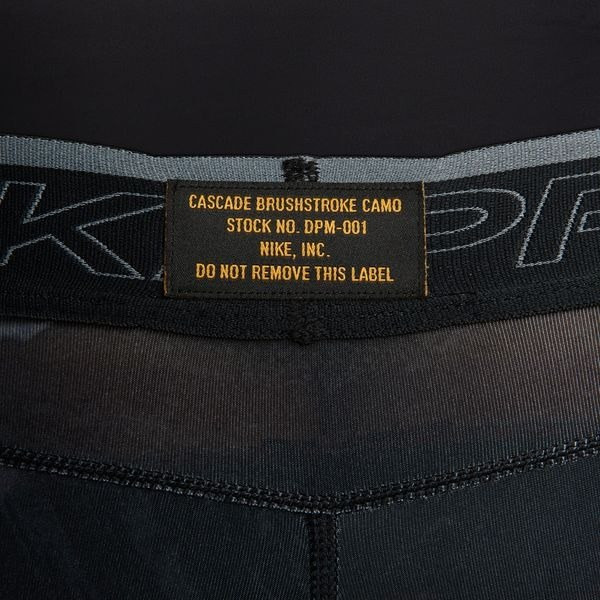 CASCADE BRUSHSTROKE CAMO
STOCK NO. DPM-001
NIKE, INC.
DO NOT REMOVE THIS LABEL